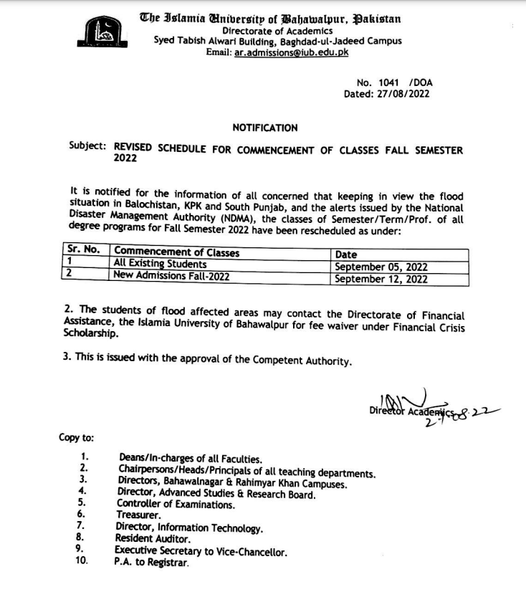 The Islamia University of Bahawalpur, Pakistan
Directorate of Academics
Syed Tabish Alwari Building, Baghdad-ul-Jadeed Campus
Email: ar.admissions@iub.edu.pk
No. 1041 /DOA
Dated: 27/08/2022
NOTIFICATION
Subject: REVISED SCHEDULE FOR COMMENCEMENT OF CLASSES FALL SEMESTER
2022
It is notified for the information of all concerned that keeping in view the flood
situation in Balochistan, KPK and South Punjab, and the alerts issued by the National
Disaster Management Authority (NDMA), the classes of Semester/Term/Prof. of all
degree programs for Fall Semester 2022 have been rescheduled as under:
Sr. No. Commencement of Classes Date
1 All Existing Students September 05, 2022
2 New Admissions Fall-2022 September 12, 2022
2. The students of flood affected areas may contact the Directorate of Financial
Assistance, the Islamia University of Bahawalpur for fee waiver under Financial Crisis
Scholarship.
3. This is issued with the approval of the Competent Authority.
Director Academics
Copy to:
1. Deans/In-charges of all Faculties.
2. Chairpersons/Heads/Principals of all teaching departments.
3. Directors, Bahawalnagar & Rahimyar Khan Campuses.
4. Director, Advanced Studies & Research Board.
5. Controller of Examinations.
6. Treasurer.
7. Director, Information Technology.
8. Resident Auditor.
9. Executive Secretary to Vice-Chancellor.
10. P.A. to Registrar.